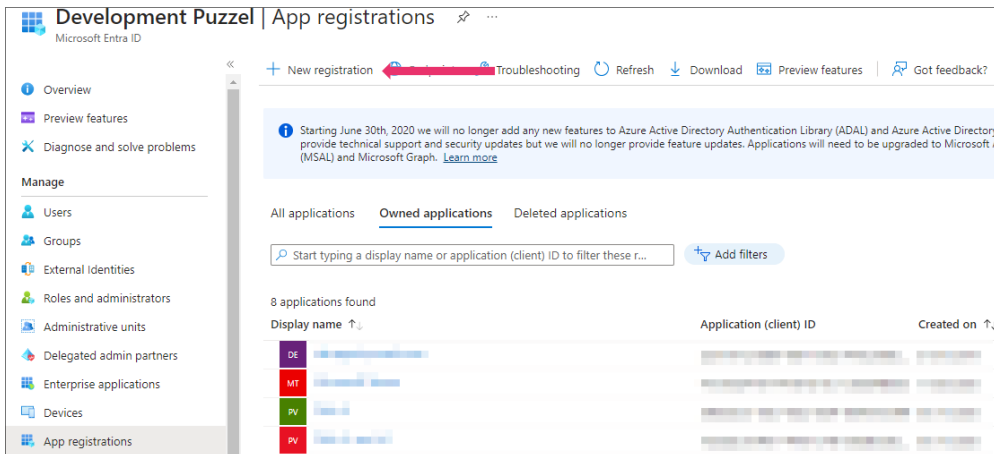 Development Puzzel | App registrations
Microsoft Entra ID
Overview
Preview features
Diagnose and solve problems
Manage
Users
Groups
External Identities
Roles and administrators
Administrative units
Delegated admin partners
Enterprise applications
Devices
App registrations
New registration Troubleshooting Refresh Download Preview features Got feedback?
Starting June 30th, 2020 we will no longer add any new features to Azure Active Directory Authentication Library (ADAL) and Azure Active Directory
provide technical support and security updates but we will no longer provide feature updates. Applications will need to be upgraded to Microsoft
(MSAL) and Microsoft Graph. Learn more
All applications Owned applications Deleted applications
Start typing a display name or application (client) ID to filter these r... Add filters
8 applications found
Display name Application (client) ID Created on
DE
MT
PV
PV